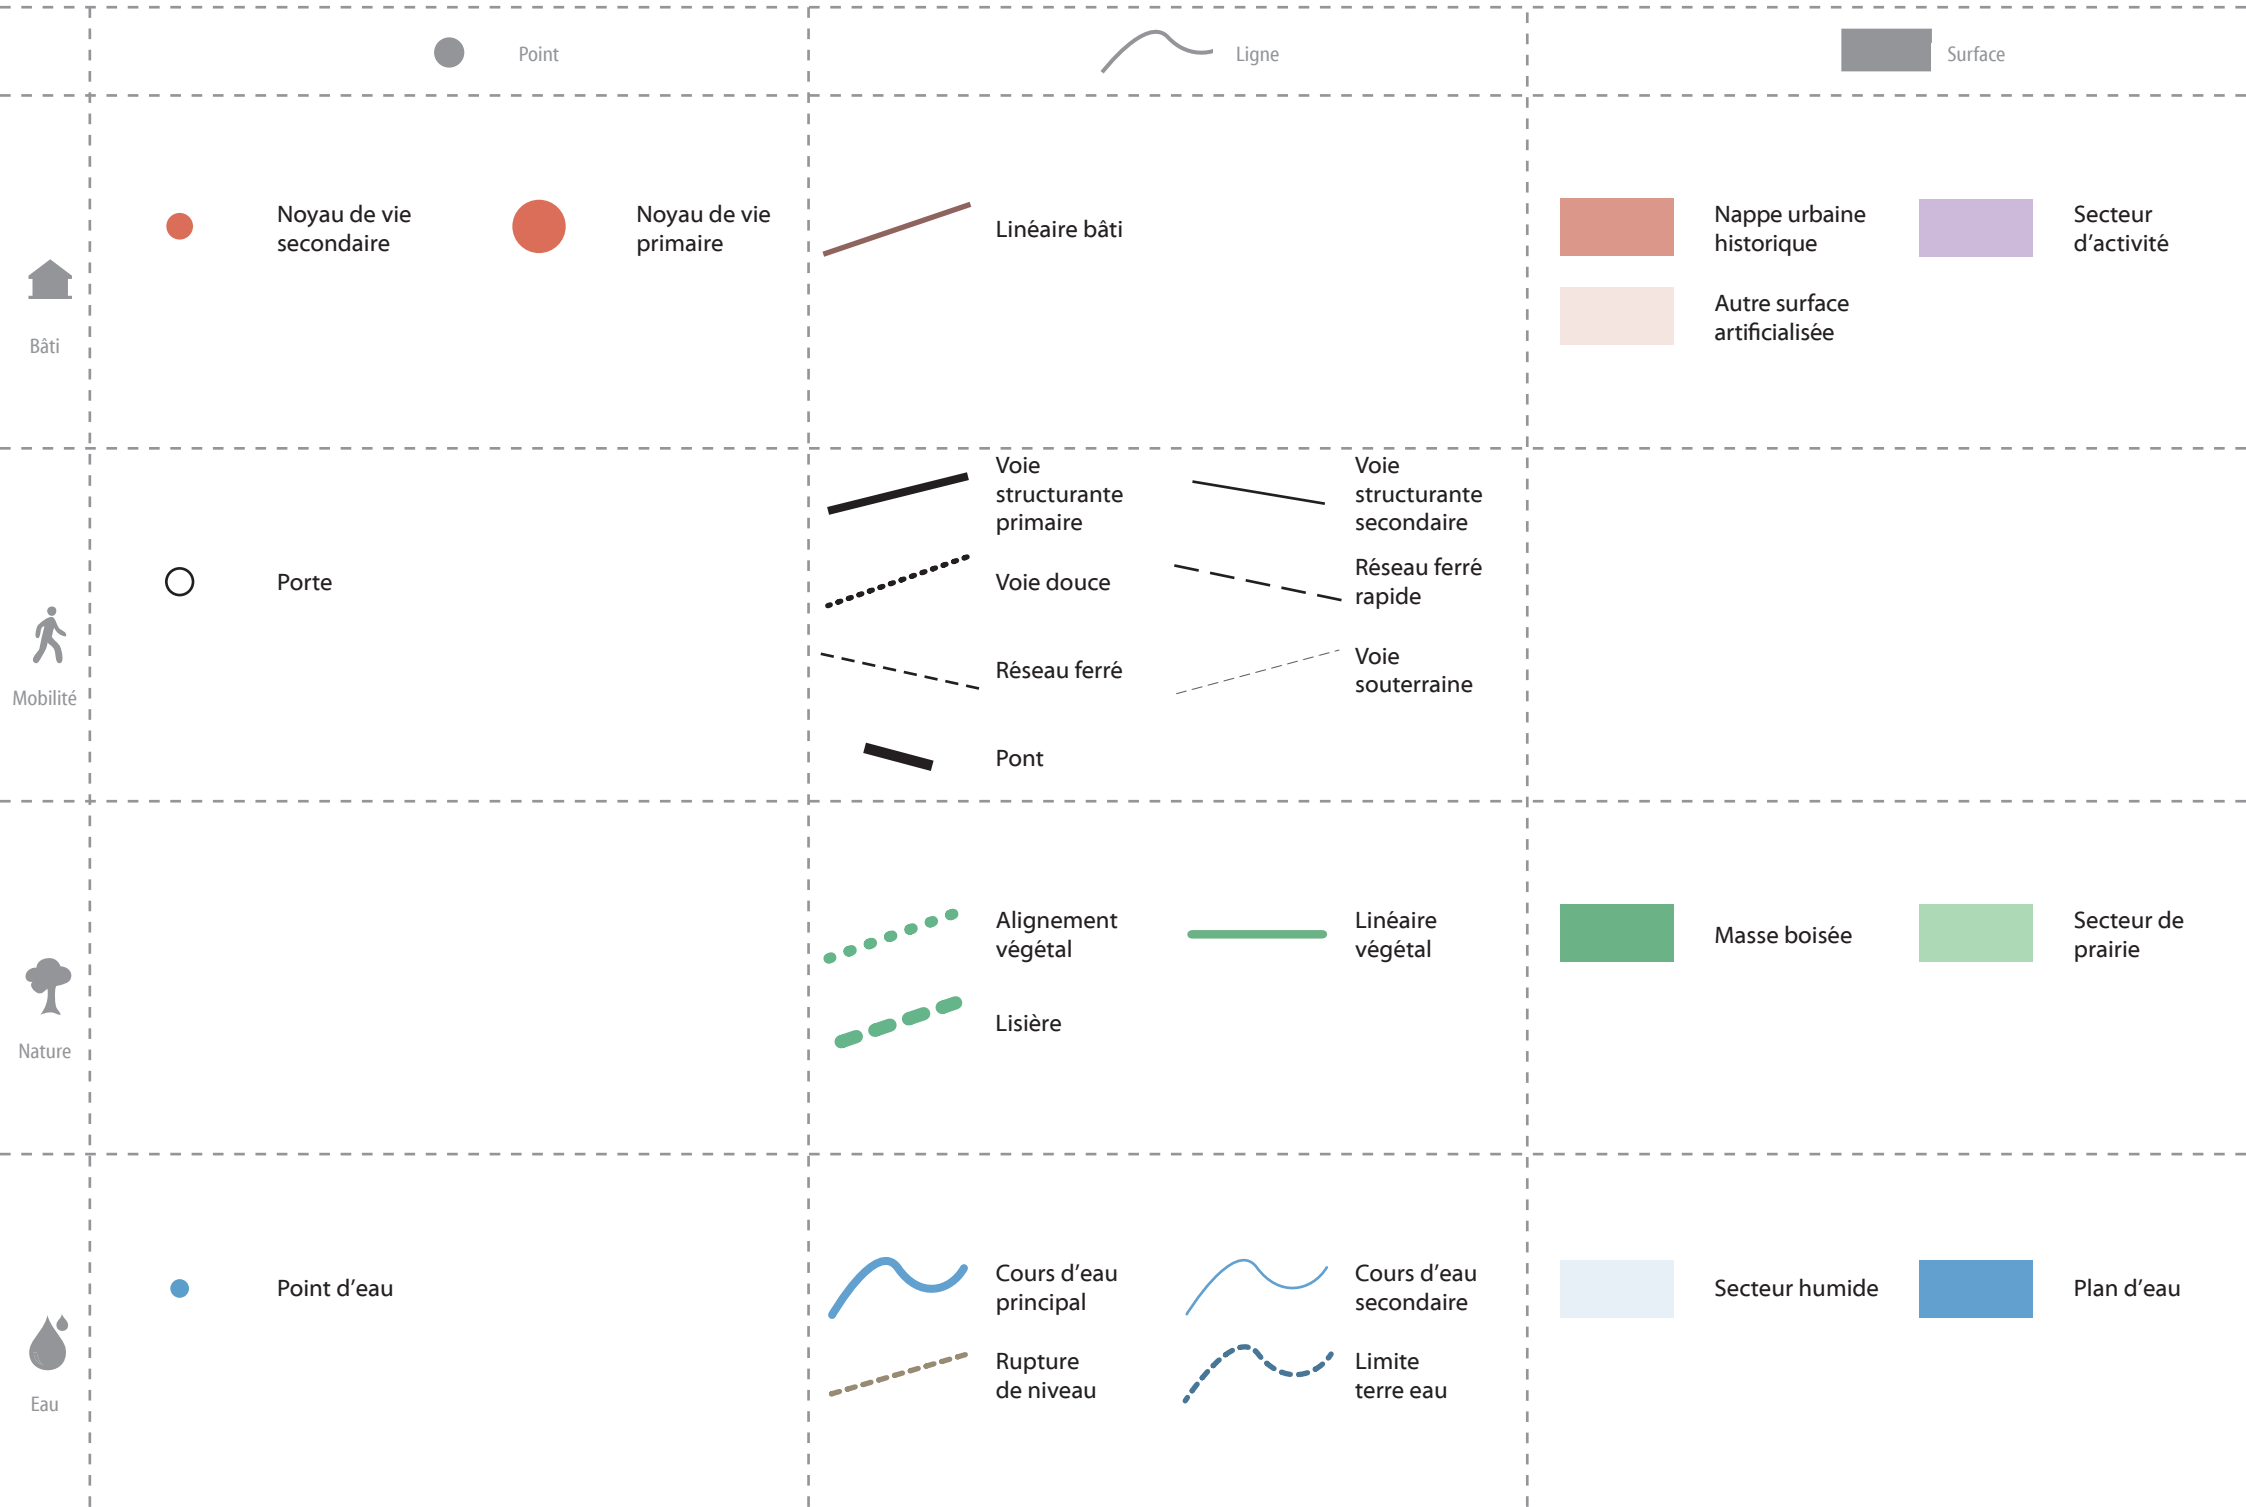 Point
Ligne
Surface
Bâti
Noyau de vie
secondaire
Noyau de vie
primaire
Linéaire bâti
Nappe urbaine
historique
Secteur
d’activité
Autre surface
artificialisée
Mobilité
Porte
Voie
structurante
primaire
Voie
structurante
secondaire
Voie douce
Réseau ferré
rapide
Réseau ferré
Voie
souterraine
Pont
Nature
Alignement
végétal
Linéaire
végétal
Lisière
Masse boisée
Secteur de
prairie
Eau
Point d’eau
Cours d’eau
principal
Cours d’eau
secondaire
Rupture
de niveau
Limite
terre eau
Secteur humide
Plan d’eau